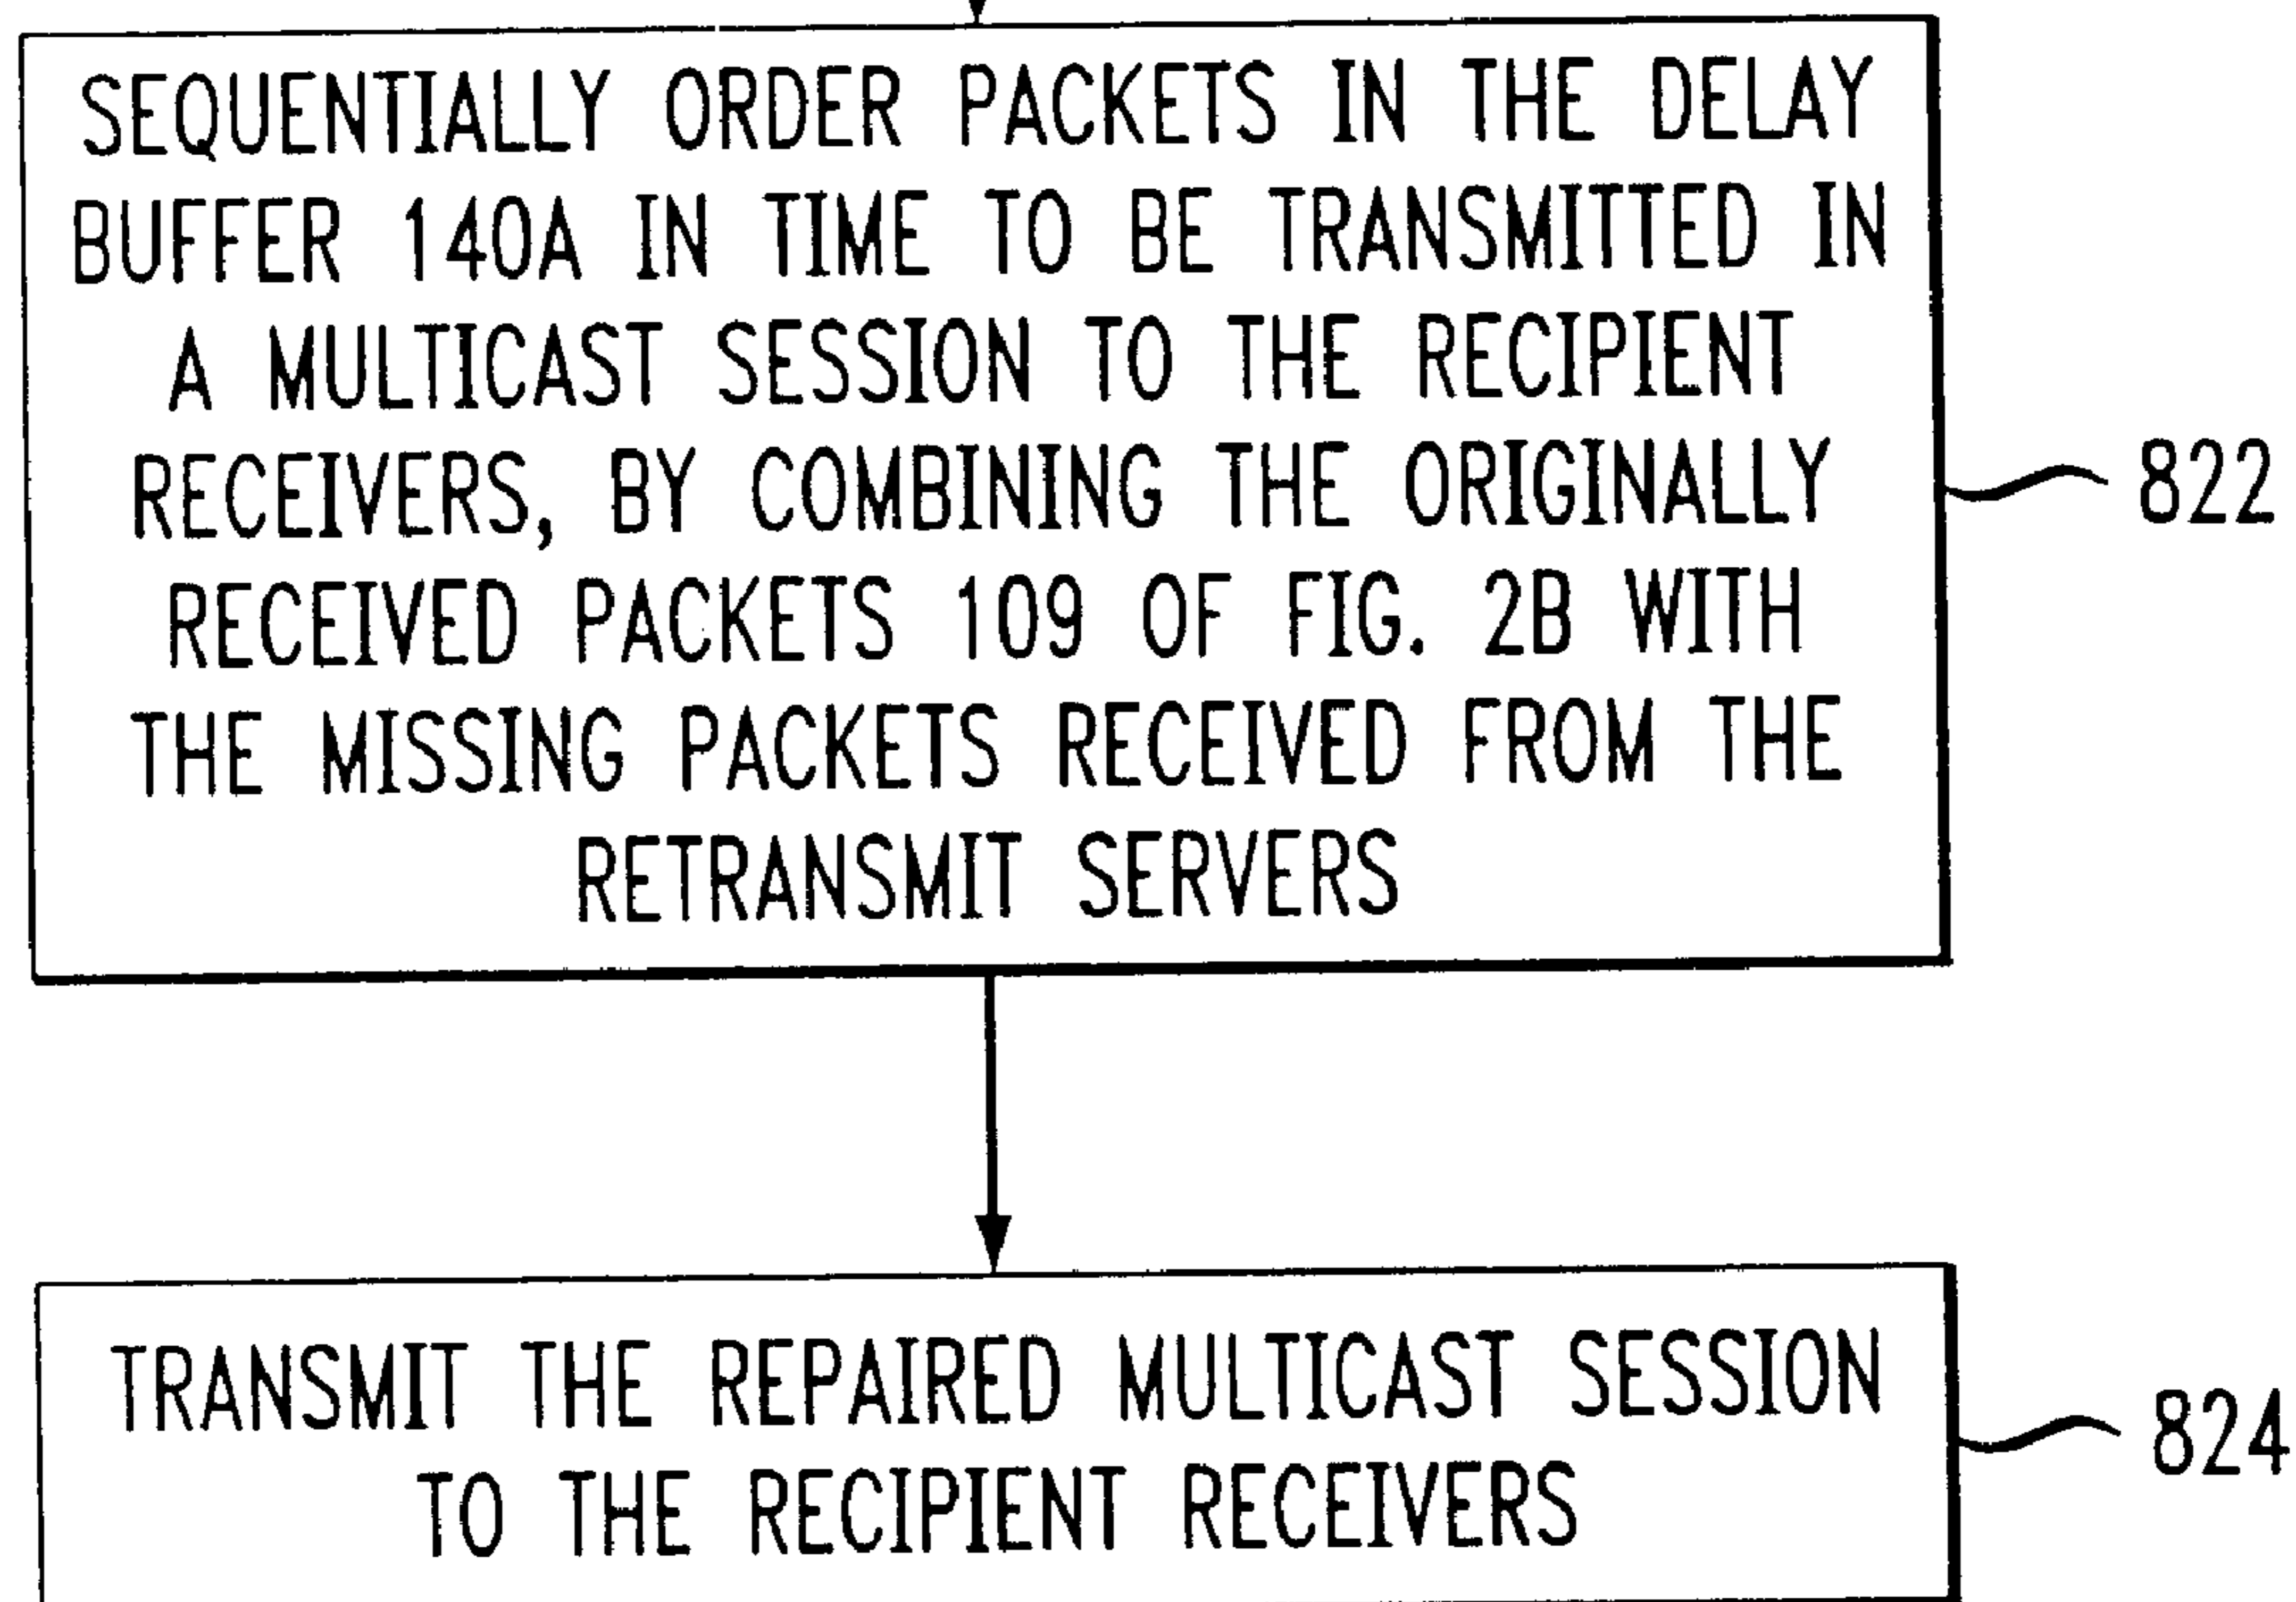 SEQUENTIALLY ORDER PACKETS IN THE DELAY
BUFFER 140A IN TIME TO BE TRANSMITTED IN
A MULTICAST SESSION TO THE RECIPIENT
RECEIVERS, BY COMBINING THE ORIGINALLY
RECEIVED PACKETS 109 OF FIG. 2B WITH
THE MISSING PACKETS RECEIVED FROM THE
RETRANSMIT SERVERS
822
TRANSMIT THE REPAIRED MULTICAST SESSION
TO THE RECIPIENT RECEIVERS
824